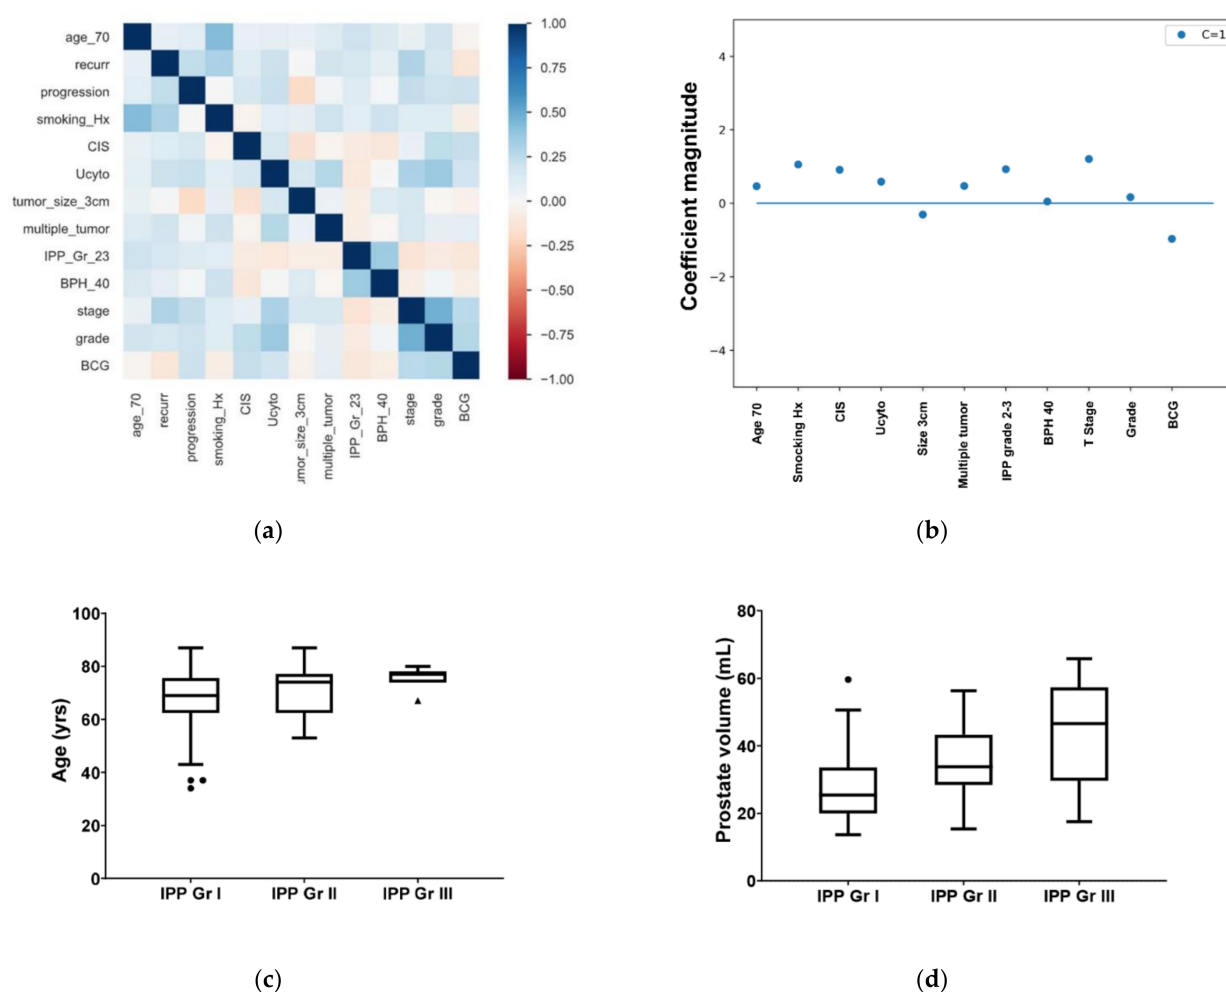 age_70
recurr
progression
smoking_Hx
CIS
Ucyto
tumor_size_3cm
multiple_tumor
IPP_Gr_23
BPH_40
stage
grade
BCG
age_70
recurr
progression
smoking_Hx
CIS
Ucyto
umor_size_3cm
multiple_tumor
IPP_Gr_23
BPH_40
stage
grade
BCG
1.00
0.75
0.50
0.25
0.00
−0.25
−0.50
−0.75
−1.00
(a)
Coefficient magnitude
4
2
0
−2
−4
C=1
Age 70
Smocking Hx
CIS
Ucyto
Size 3cm
Multiple tumor
IPP grade 2-3
BPH 40
T Stage
Grade
BCG
(b)
Age (yrs)
100
80
60
40
20
0
IPP Gr I
IPP Gr II
IPP Gr III
(c)
Prostate volume (mL)
80
60
40
20
0
IPP Gr I
IPP Gr II
IPP Gr III
(d)